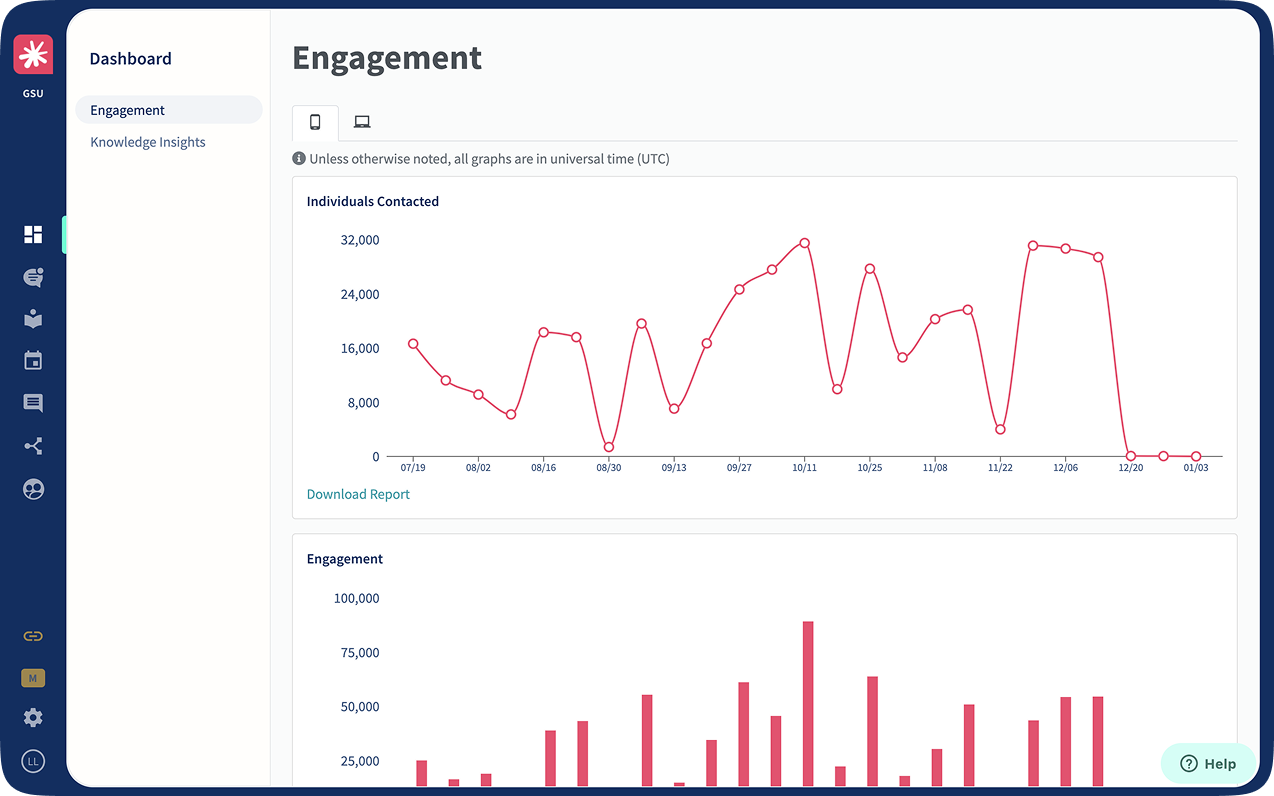 GSU
M
LL
Dashboard
Engagement
Knowledge Insights
Engagement
Unless otherwise noted, all graphs are in universal time (UTC)
Individuals Contacted
32,000
24,000
16,000
8,000
0
07/19 08/02 08/16 08/30 09/13 09/27 10/11 10/25 11/08 11/22 12/06 12/20 01/03
Download Report
Engagement
100,000
75,000
50,000
25,000
Help